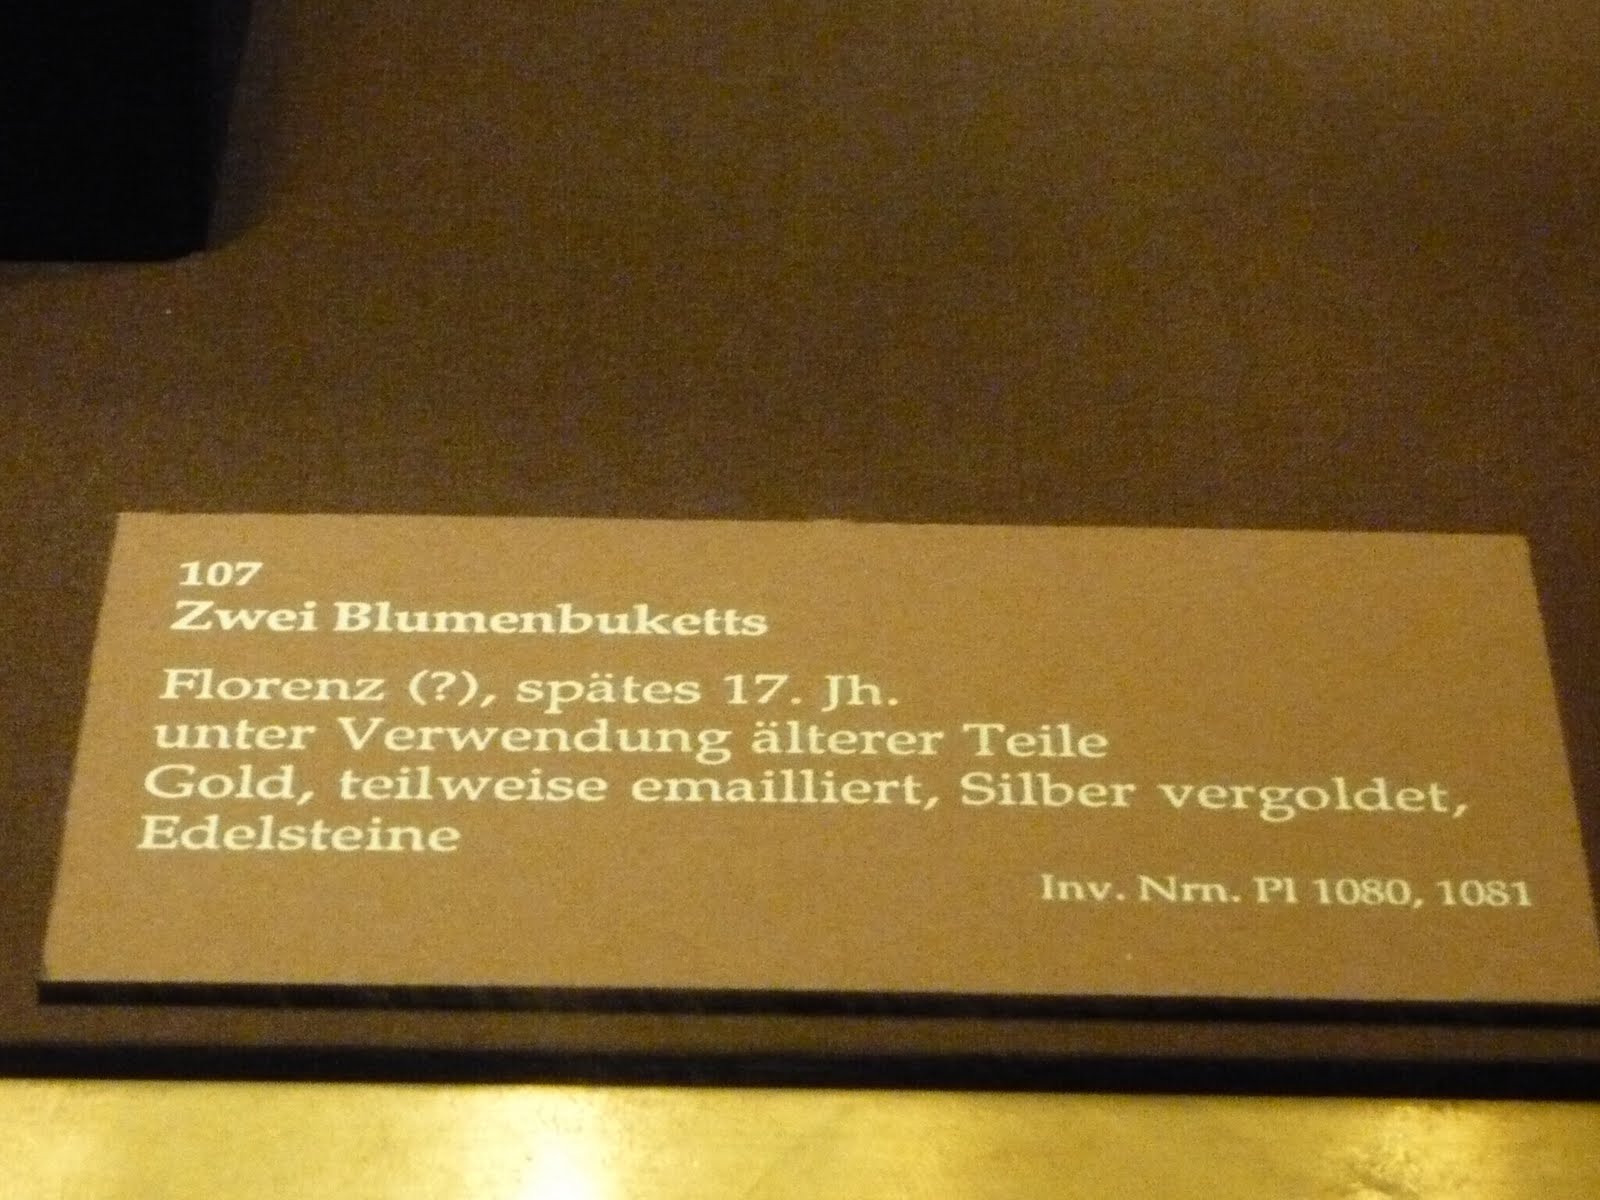 107
Zwei Blumenbuketts
Florenz (?), spätes 17. Jh.
unter Verwendung älterer Teile
Gold, teilweise emailliert, Silber vergoldet,
Edelsteine
Inv. Nrn. Pl 1080, 1081